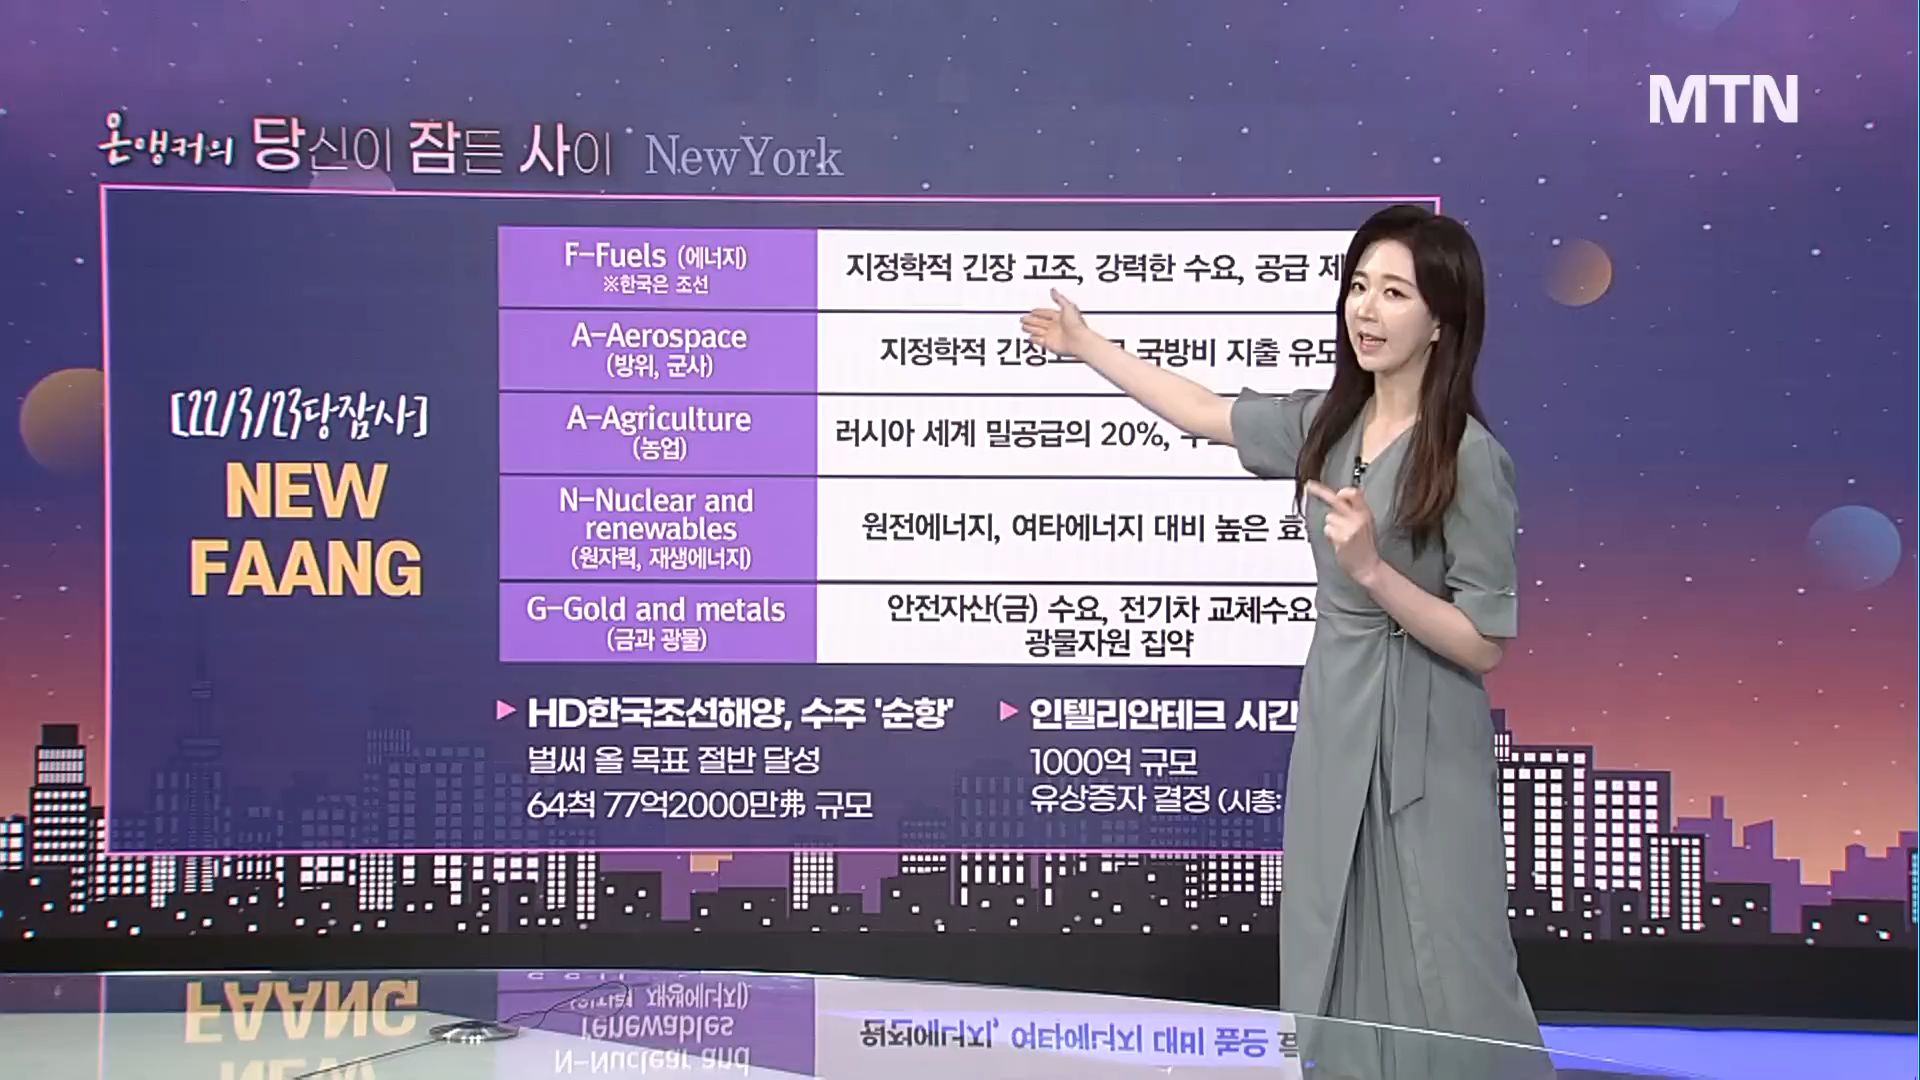 MTN
온앵커의 당신이 잠든 사이 NewYork
[22/3/23당잠사]
NEW
FAANG
F-Fuels (에너지)
※한국은 조선
지정학적 긴장 고조, 강력한 수요, 공급
A-Aerospace
(방위, 군사)
지정학적 국방비 지출
A-Agriculture
(농업)
러시아 세계 밀공급의 20%,
N-Nuclear and
renewables
(원자력, 재생에너지)
원전에너지, 여타에너지 대비 높은
G-Gold and metals
(금과 광물)
안전자산(금) 수요, 전기차 교체수요
광물자원 집약
▶ HD한국조선해양, 수주 '순항'
벌써 올 목표 절반 달성
64척 77억2000만弗 규모
▶ 인텔리안테크 시간
1000억 규모
유상증자 결정 (시총: